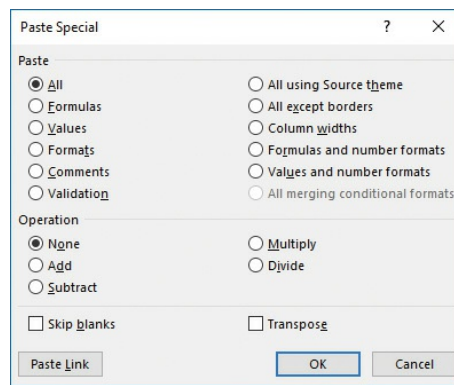 Paste Special ? ×
Paste
All
Formulas
Values
Formats
Comments
Validation
All using Source theme
All except borders
Column widths
Formulas and number formats
Values and number formats
All merging conditional formats
Operation
None
Add
Subtract
Multiply
Divide
Skip blanks
Transpose
Paste Link
OK
Cancel